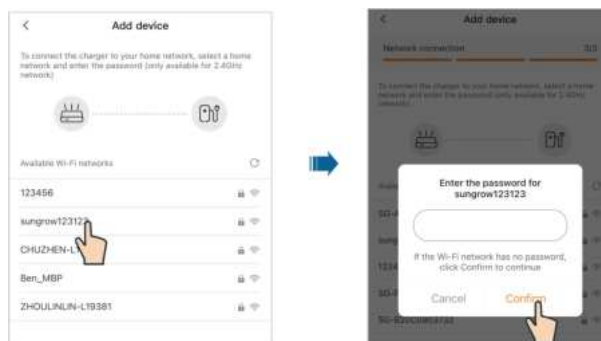 Add device
To connect the charger to your home network, select a home
network and enter the password (only available for 2.4GHz
network)
Available Wi-Fi networks
123456
sungrow123123
CHUZHEN-L1
Ben_MBP
ZHOULINLIN-L19381
Add device
Network connection 3/3
To connect the charger to your home network, select a home
network and enter the password (only available for 2.4GHz
network)
Enter the password for
sungrow123123
If the Wi-Fi network has no password,
click Confirm to continue
Cancel Confirm